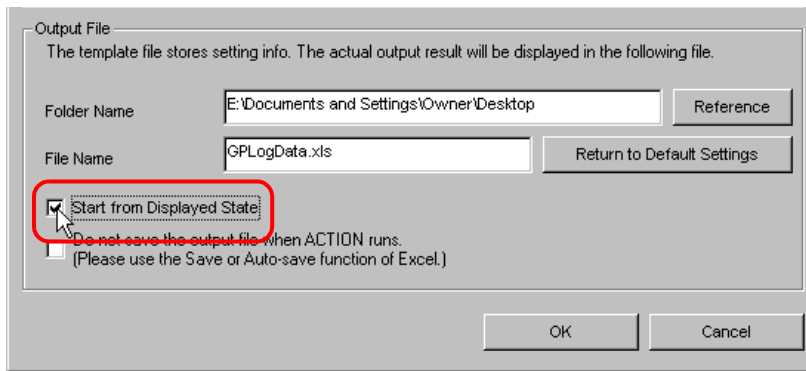 Output File
The template file stores setting info. The actual output result will be displayed in the following file.
Folder Name
E:\Documents and Settings\Owner\Desktop
Reference
File Name
GPLogData.xls
Return to Default Settings
Start from Displayed State
Do not save the output file when ACTION runs.
(Please use the Save or Auto-save function of Excel.)
OK
Cancel